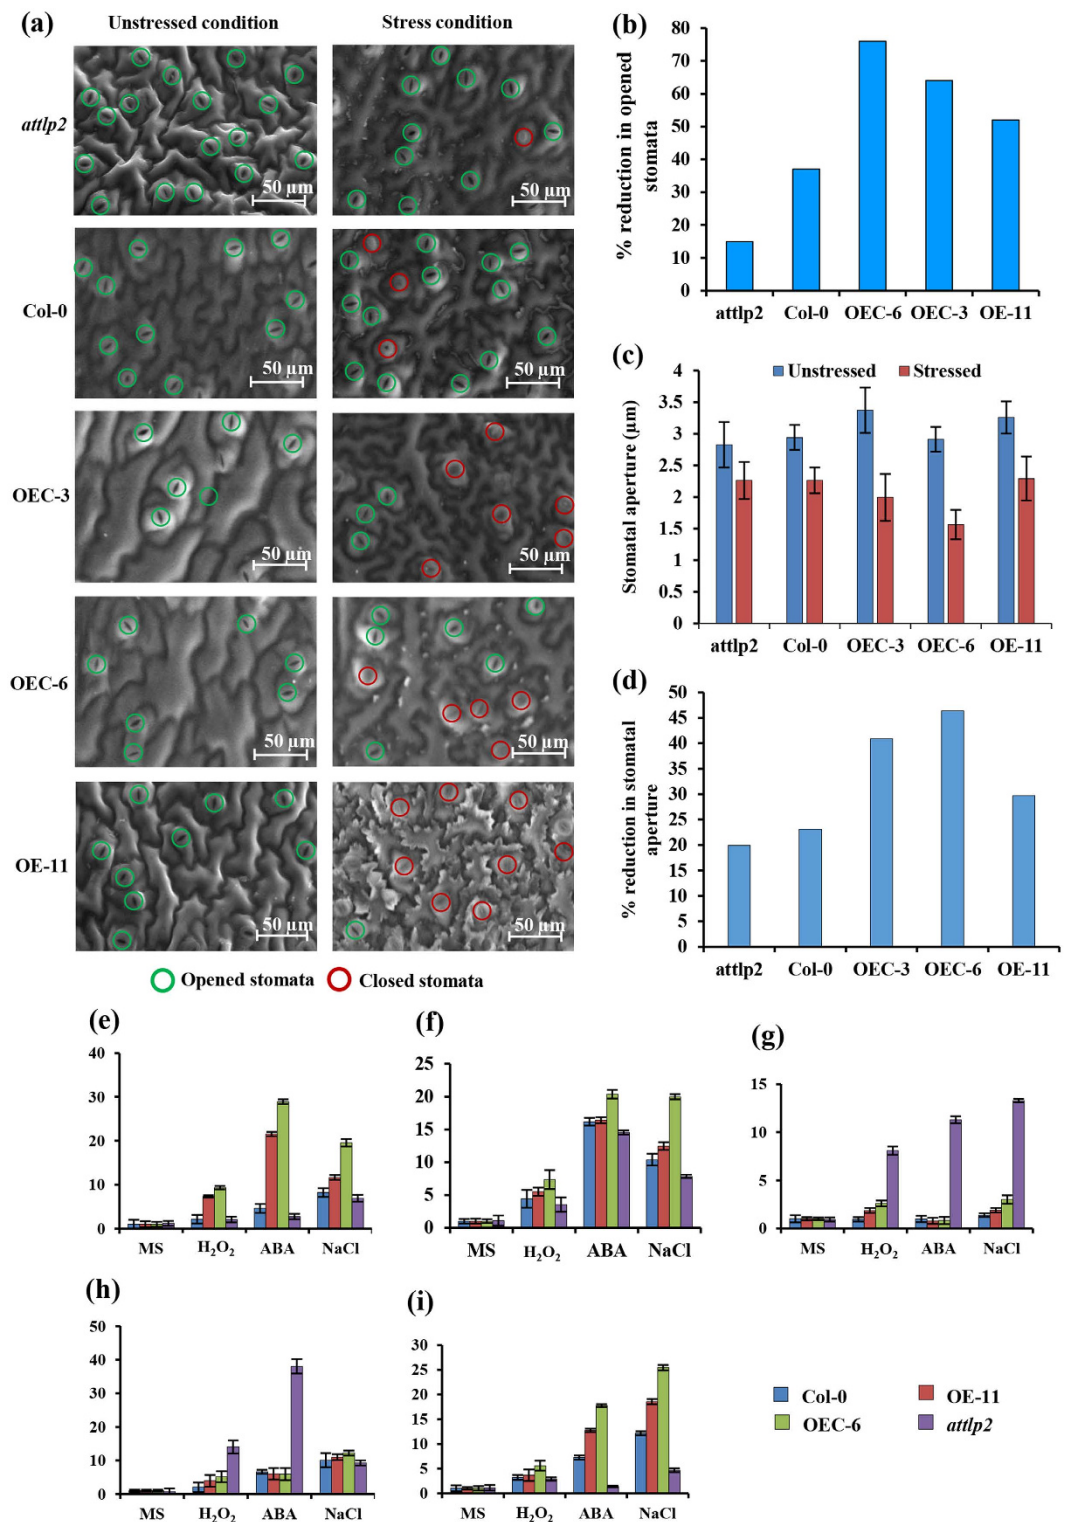 (a)
Unstressed condition
Stress condition
attlp2
50 µm
50 µm
Col-0
50 µm
50 µm
OEC-3
50 µm
50 µm
OEC-6
50 µm
50 µm
OE-11
50 µm
50 µm
Opened stomata
Closed stomata
(b)
% reduction in opened
stomata
80
70
60
50
40
30
20
10
0
attlp2 Col-0 OEC-6 OEC-3 OE-11
(c)
Unstressed Stressed
Stomatal aperture (µm)
4
3.5
3
2.5
2
1.5
1
0.5
0
attlp2 Col-0 OEC-3 OEC-6 OE-11
(d)
% reduction in stomatal
aperture
50
45
40
35
30
25
20
15
10
5
0
attlp2 Col-0 OEC-3 OEC-6 OE-11
(e)
40
30
20
10
0
MS H₂O₂ ABA NaCl
(f)
25
20
15
10
5
0
MS H₂O₂ ABA NaCl
(g)
15
10
5
0
MS H₂O₂ ABA NaCl
(h)
50
40
30
20
10
0
MS H₂O₂ ABA NaCl
(i)
30
25
20
15
10
5
0
MS H₂O₂ ABA NaCl
Col-0 OE-11
OEC-6 attlp2